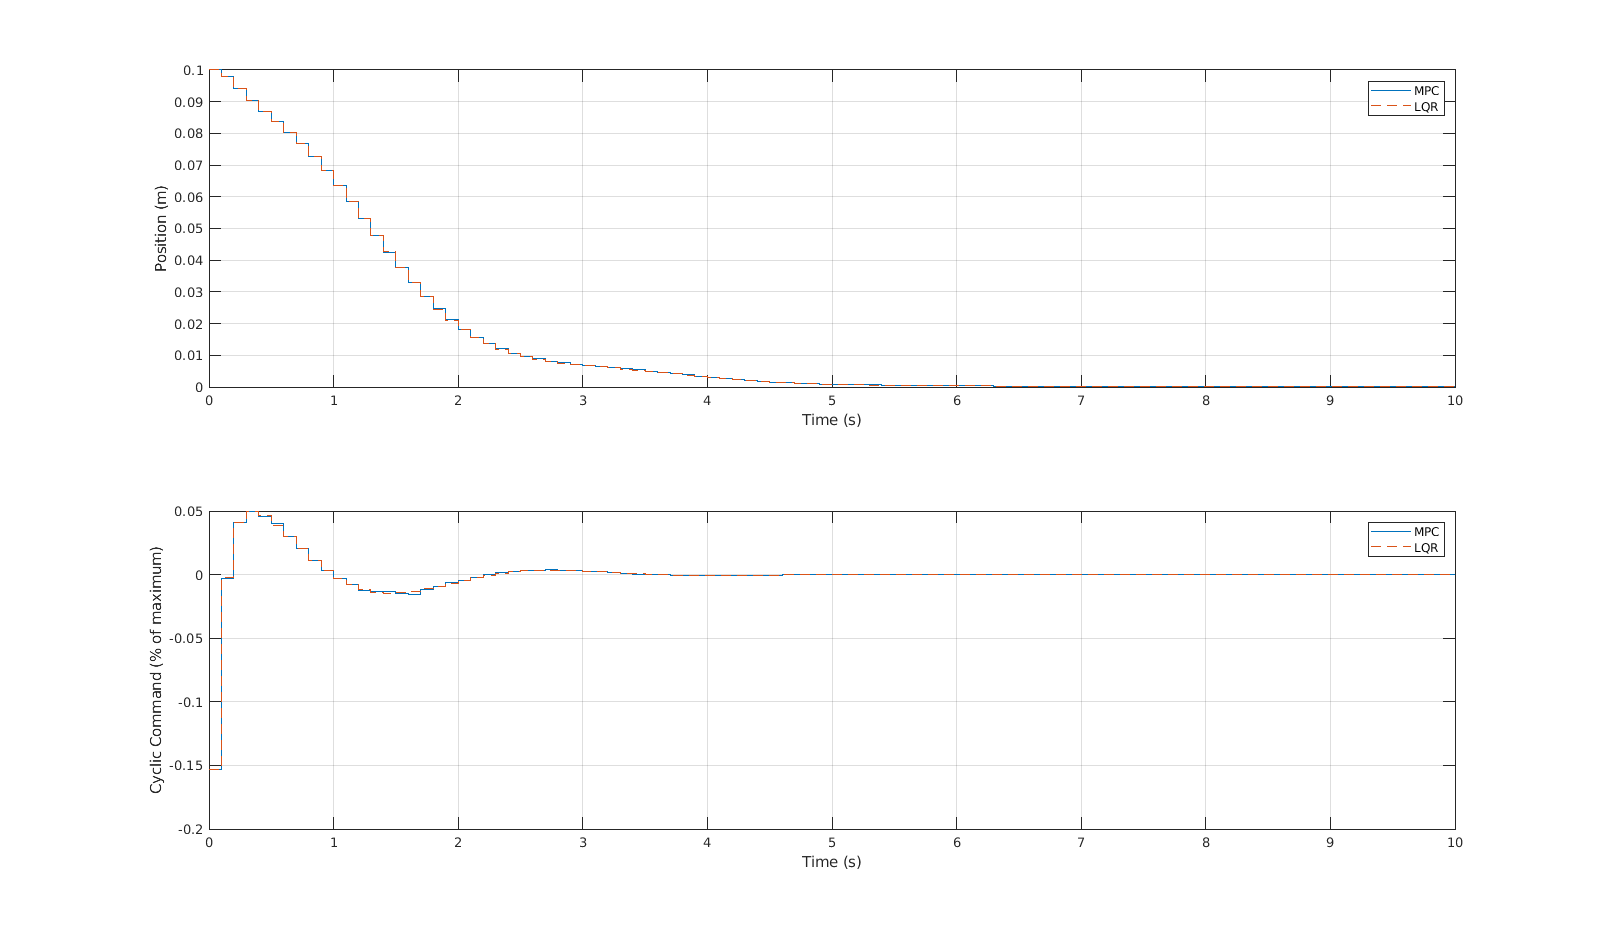 0.1
0.09
0.08
0.07
0.06
0.05
0.04
0.03
0.02
0.01
0
Position (m)
MPC
LQR
0 1 2 3 4 5 6 7 8 9 10
Time (s)
0.05
0
-0.05
-0.1
-0.15
-0.2
Cyclic Command (% of maximum)
MPC
LQR
0 1 2 3 4 5 6 7 8 9 10
Time (s)